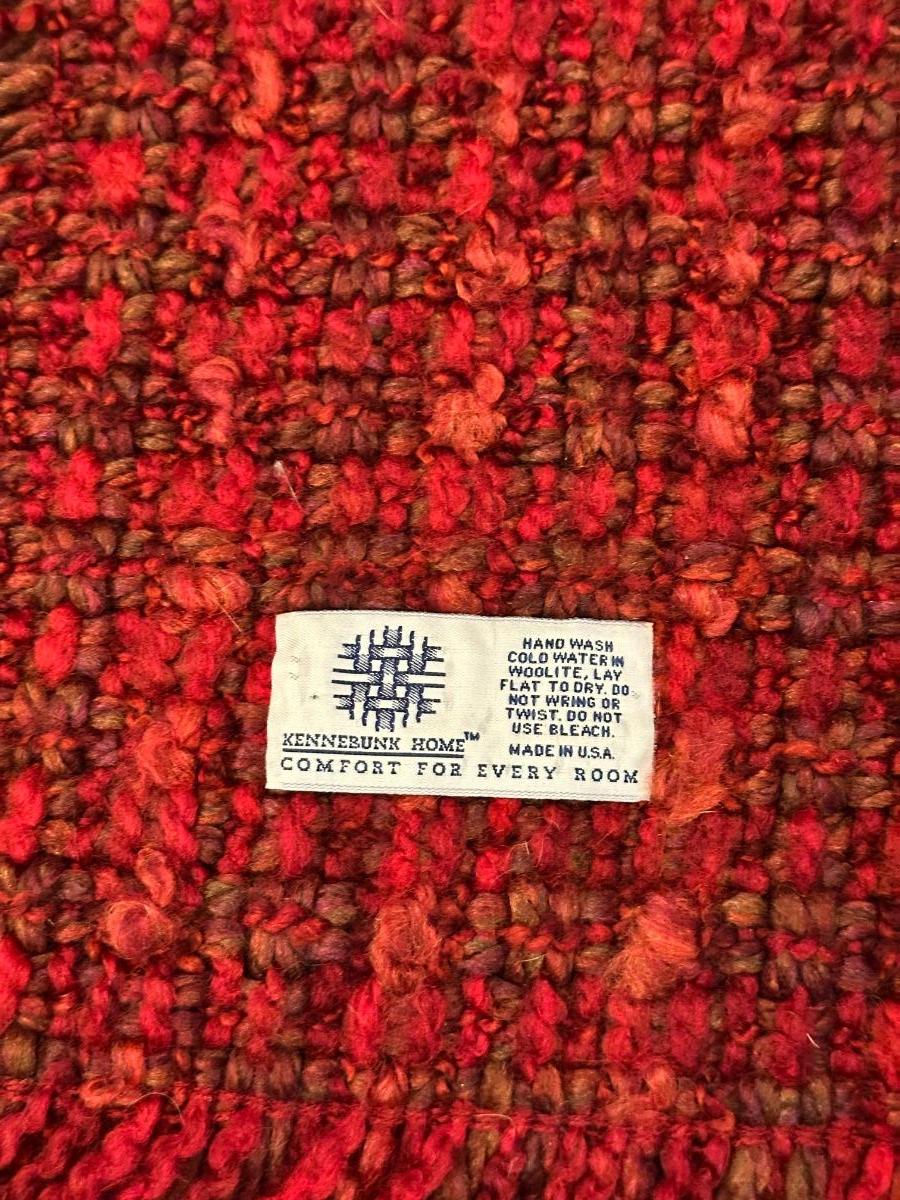 KENNEBUNK HOME™
HAND WASH
COLD WATER IN
WOOLITE, LAY
FLAT TO DRY. DO
NOT WRING OR
TWIST. DO NOT
USE BLEACH.
MADE IN U.S.A.
COMFORT FOR EVERY ROOM